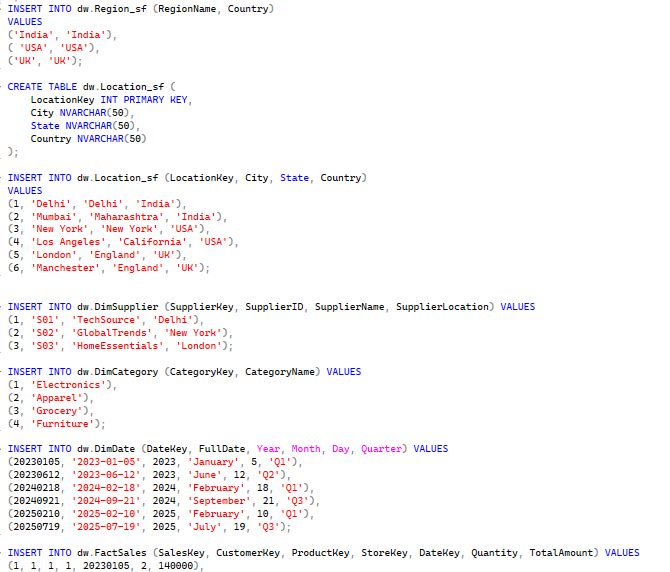 INSERT INTO dw.Region_sf (RegionName, Country)
VALUES
('India', 'India'),
( 'USA', 'USA'),
('UK', 'UK');
CREATE TABLE dw.Location_sf (
LocationKey INT PRIMARY KEY,
City NVARCHAR(50),
State NVARCHAR(50),
Country NVARCHAR(50)
);
INSERT INTO dw.Location_sf (LocationKey, City, State, Country)
VALUES
(1, 'Delhi', 'Delhi', 'India'),
(2, 'Mumbai', 'Maharashtra', 'India'),
(3, 'New York', 'New York', 'USA'),
(4, 'Los Angeles', 'California', 'USA'),
(5, 'London', 'England', 'UK'),
(6, 'Manchester', 'England', 'UK');
INSERT INTO dw.DimSupplier (SupplierKey, SupplierID, SupplierName, SupplierLocation) VALUES
(1, 'S01', 'TechSource', 'Delhi'),
(2, 'S02', 'GlobalTrends', 'New York'),
(3, 'S03', 'HomeEssentials', 'London');
INSERT INTO dw.DimCategory (CategoryKey, CategoryName) VALUES
(1, 'Electronics'),
(2, 'Apparel'),
(3, 'Grocery'),
(4, 'Furniture');
INSERT INTO dw.DimDate (DateKey, FullDate, Year, Month, Day, Quarter) VALUES
(20230105, '2023-01-05', 2023, 'January', 5, 'Q1'),
(20230612, '2023-06-12', 2023, 'June', 12, 'Q2'),
(20240218, '2024-02-18', 2024, 'February', 18, 'Q1'),
(20240921, '2024-09-21', 2024, 'September', 21, 'Q3'),
(20250210, '2025-02-10', 2025, 'February', 10, 'Q1'),
(20250719, '2025-07-19', 2025, 'July', 19, 'Q3');
INSERT INTO dw.FactSales (SalesKey, CustomerKey, ProductKey, StoreKey, DateKey, Quantity, TotalAmount) VALUES
(1, 1, 1, 1, 20230105, 2, 140000),